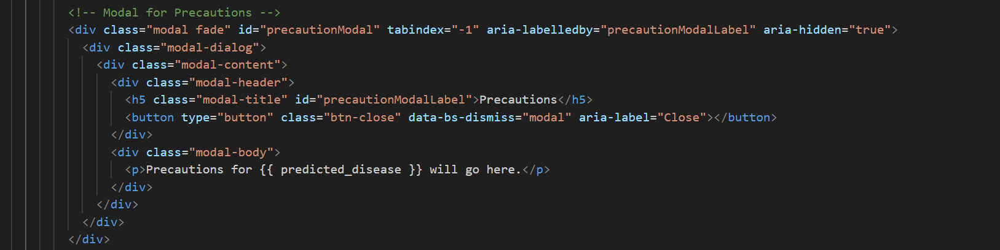 <!-- Modal for Precautions -->
<div class="modal fade" id="precautionModal" tabindex="-1" aria-labelledby="precautionModalLabel" aria-hidden="true">
<div class="modal-dialog">
<div class="modal-content">
<div class="modal-header">
<h5 class="modal-title" id="precautionModalLabel">Precautions</h5>
<button type="button" class="btn-close" data-bs-dismiss="modal" aria-label="Close"></button>
</div>
<div class="modal-body">
<p>Precautions for {{ predicted_disease }} will go here.</p>
</div>
</div>
</div>
</div>